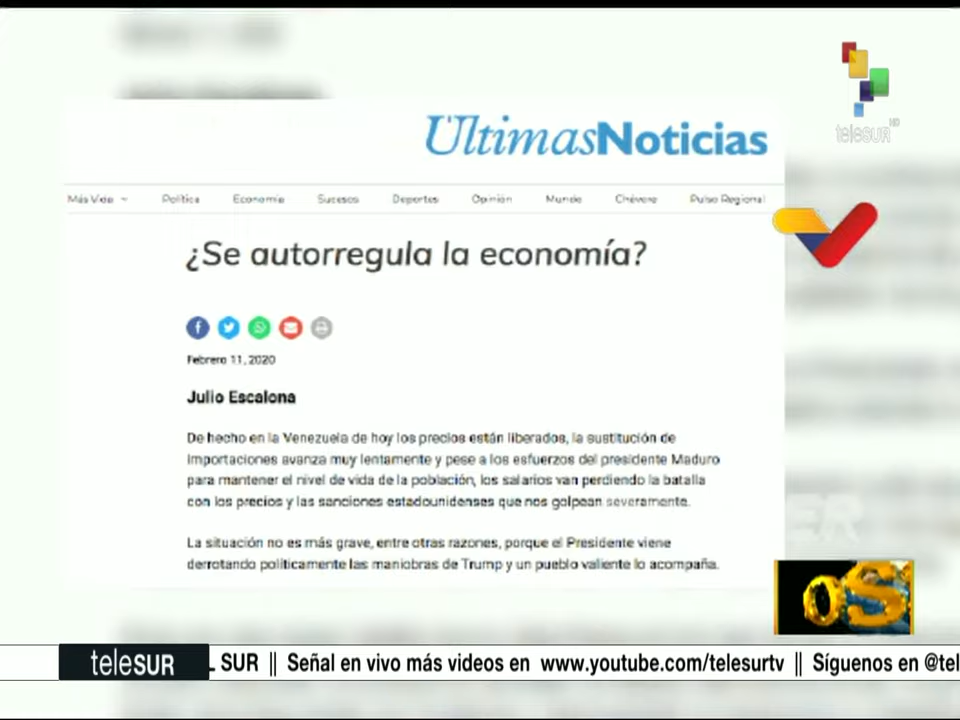 teleSUR HD
ÚltimasNoticias
Más Vida Política Economía Sucesos Deportes Opinión Mundo Chévere Pulso Regional
¿Se autorregula la economía?
Febrero 11, 2020
Julio Escalona
De hecho en la Venezuela de hoy los precios están liberados, la sustitución de
importaciones avanza muy lentamente y pese a los esfuerzos del presidente Maduro
para mantener el nivel de vida de la población, los salarios van perdiendo la batalla
con los precios y las sanciones estadounidenses que nos golpean severamente.
La situación no es más grave, entre otras razones, porque el Presidente viene
derrotando políticamente las maniobras de Trump y un pueblo valiente lo acompaña.
OS
teleSUR L SUR || Señal en vivo más videos en www.youtube.com/telesurtv || Síguenos en @tel